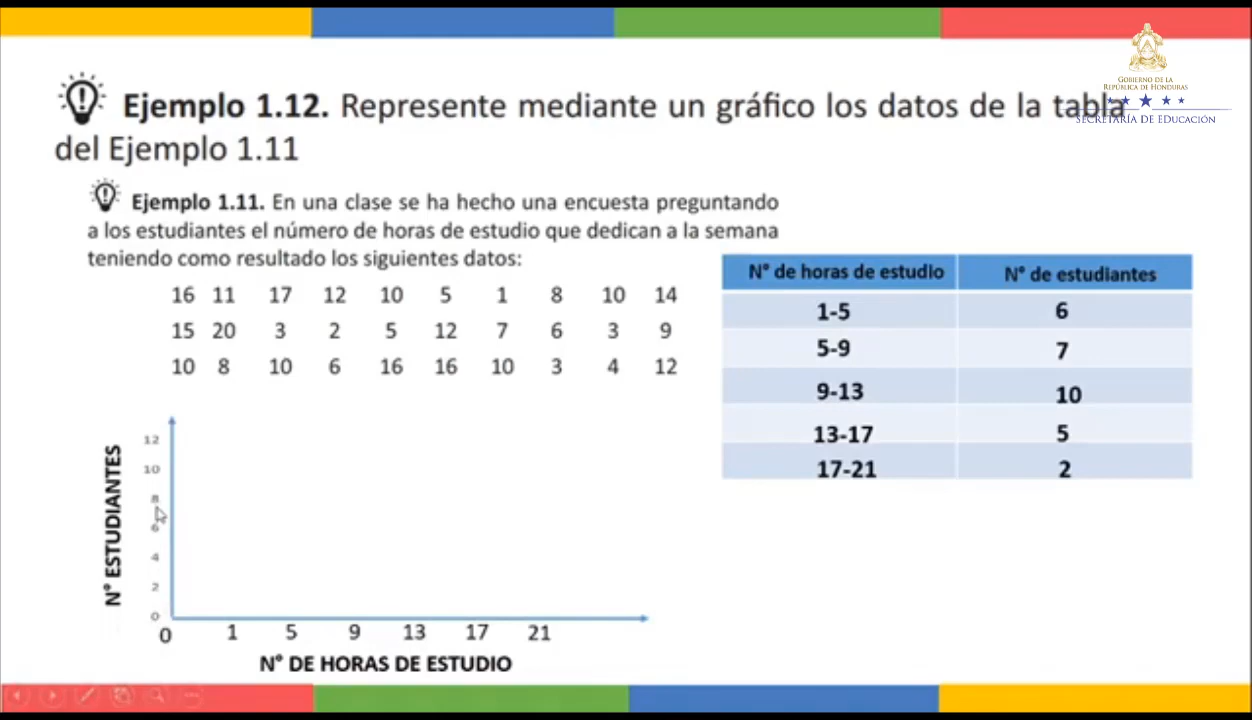 GOBIERNO DE LA
REPÚBLICA DE HONDURAS
SECRETARÍA DE EDUCACIÓN
Ejemplo 1.12. Represente mediante un gráfico los datos de la tabla
del Ejemplo 1.11
Ejemplo 1.11. En una clase se ha hecho una encuesta preguntando
a los estudiantes el número de horas de estudio que dedican a la semana
teniendo como resultado los siguientes datos:
16 11 17 12 10 5 1 8 10 14
15 20 3 2 5 12 7 6 3 9
10 8 10 6 16 16 10 3 4 12
N° de horas de estudio N° de estudiantes
1-5 6
5-9 7
9-13 10
13-17 5
17-21 2
N° ESTUDIANTES
12
10
8
6
4
2
0
0 1 5 9 13 17 21
N° DE HORAS DE ESTUDIO